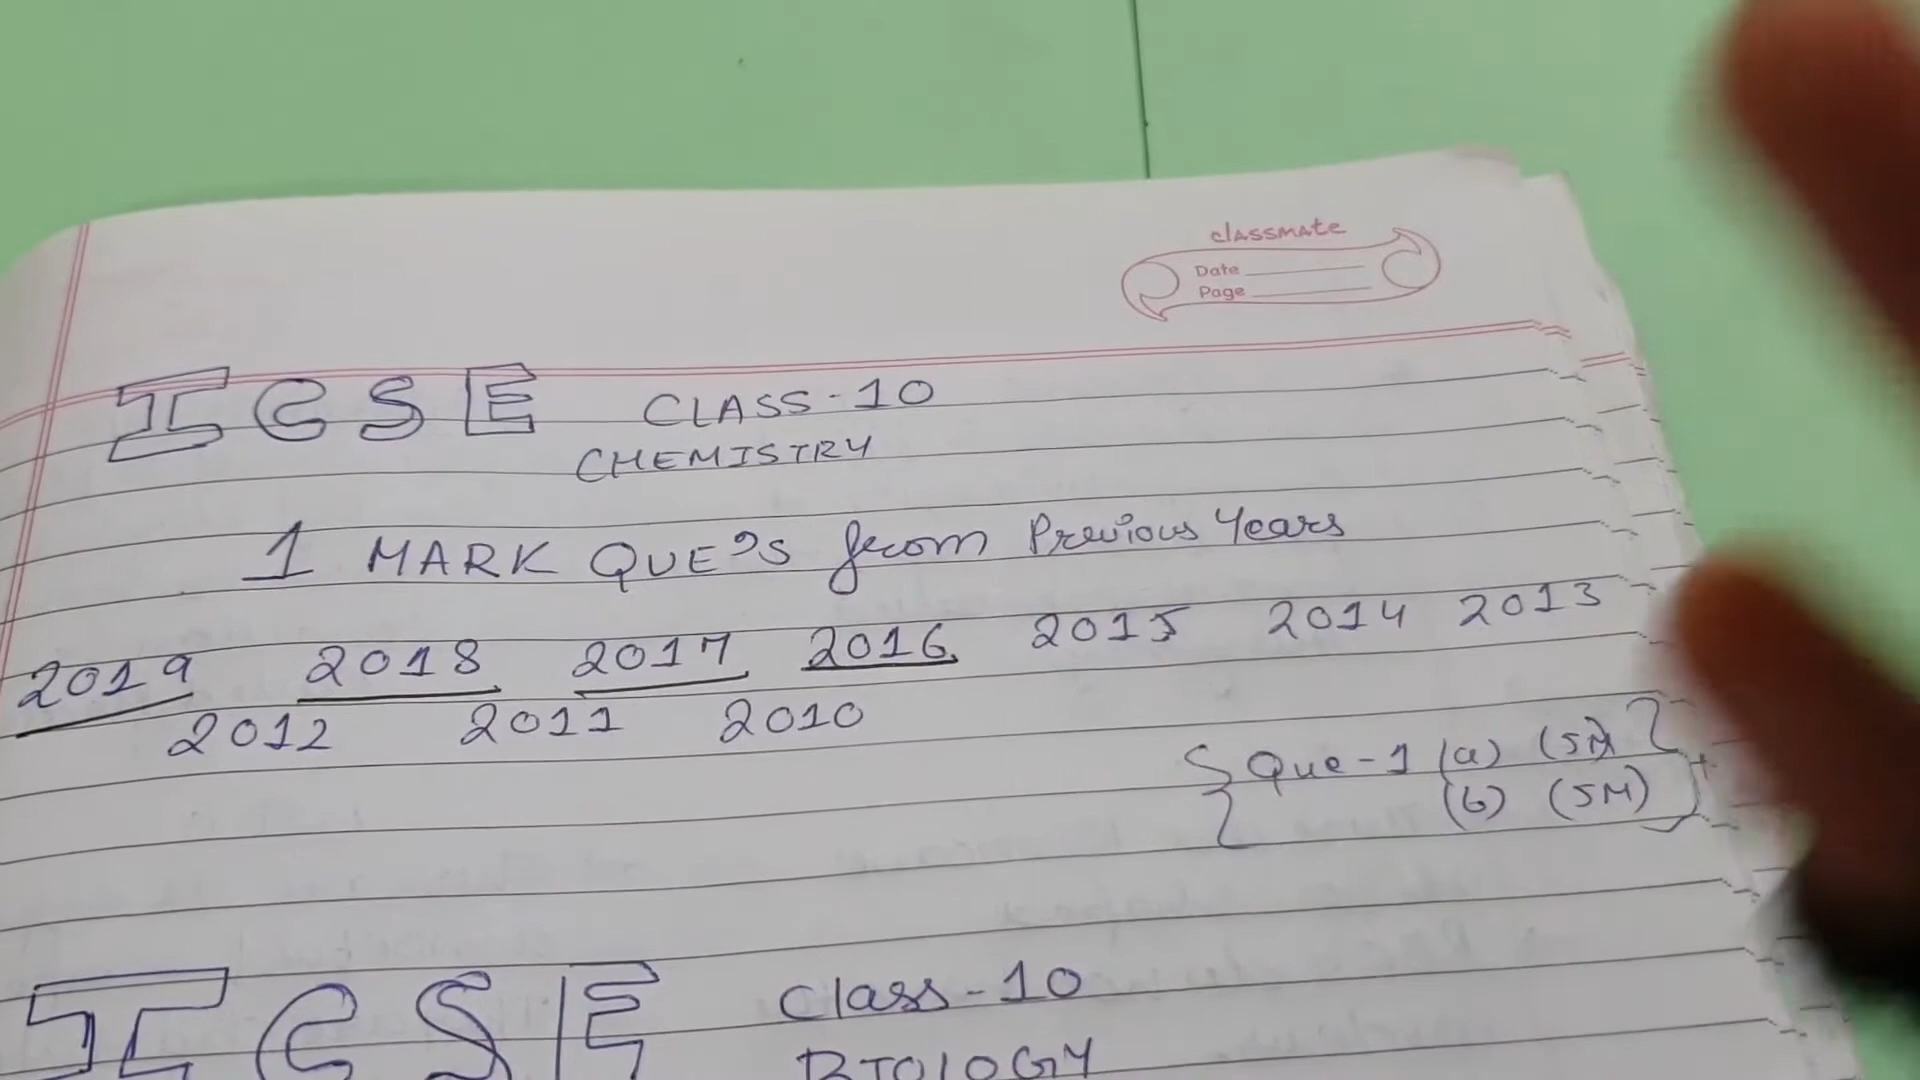 classmate
Date
Page
ICSE CLASS-10
CHEMISTRY
1 MARK QUE's from Previous Years
2019 2018 2017 2016 2015 2014 2013
2012 2011 2010
{ Que-1 (a) (5M) }
(b) (5M)
ICSE Class-10
BIOLOGY